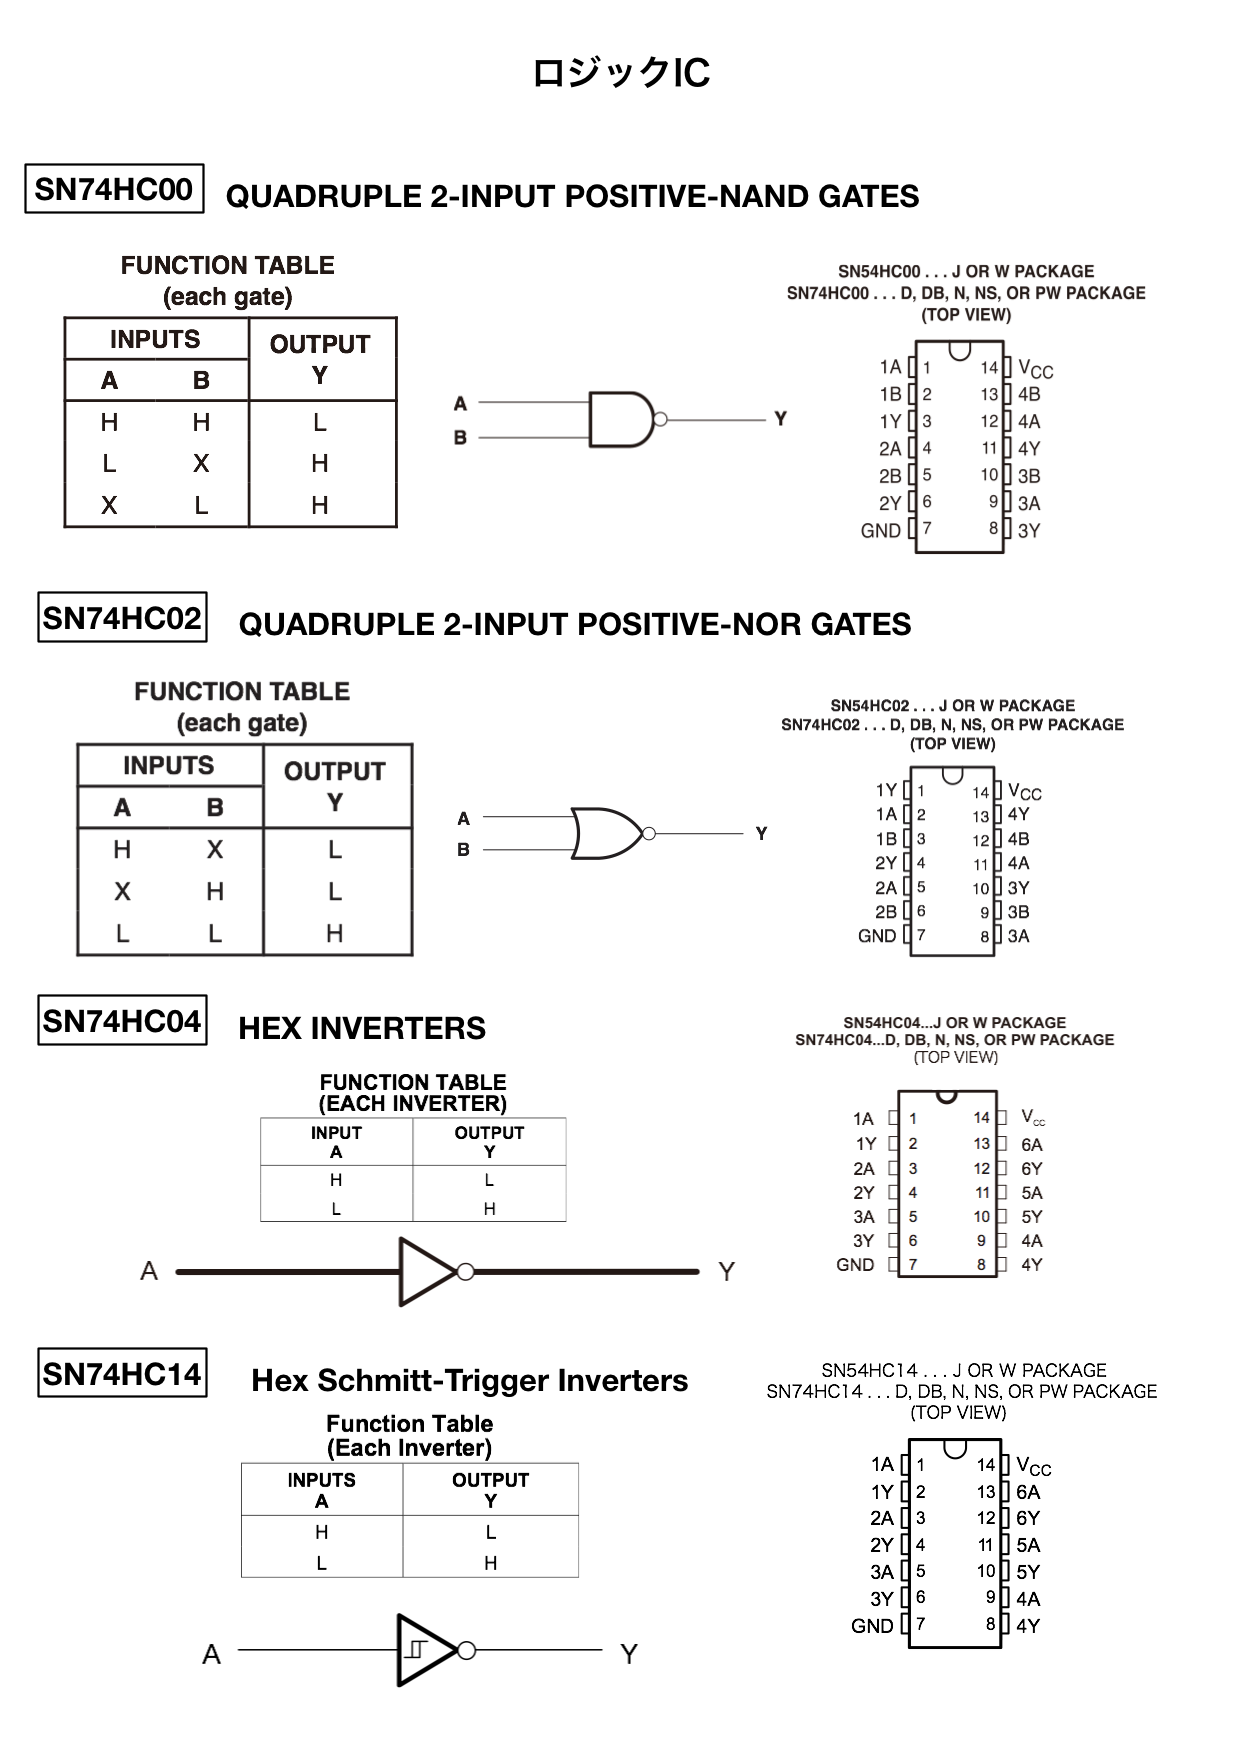 ロジックIC
SN74HC00
QUADRUPLE 2-INPUT POSITIVE-NAND GATES
FUNCTION TABLE
(each gate)
INPUTS OUTPUT
A B Y
H H L
L X H
X L H
A
B
Y
SN54HC00 . . . J OR W PACKAGE
SN74HC00 . . . D, DB, N, NS, OR PW PACKAGE
(TOP VIEW)
1A 1 14 VCC
1B 2 13 4B
1Y 3 12 4A
2A 4 11 4Y
2B 5 10 3B
2Y 6 9 3A
GND 7 8 3Y
SN74HC02
QUADRUPLE 2-INPUT POSITIVE-NOR GATES
FUNCTION TABLE
(each gate)
INPUTS OUTPUT
A B Y
H X L
X H L
L L H
A
B
Y
SN54HC02 . . . J OR W PACKAGE
SN74HC02 . . . D, DB, N, NS, OR PW PACKAGE
(TOP VIEW)
1Y 1 14 VCC
1A 2 13 4Y
1B 3 12 4B
2Y 4 11 4A
2A 5 10 3Y
2B 6 9 3B
GND 7 8 3A
SN74HC04
HEX INVERTERS
FUNCTION TABLE
(EACH INVERTER)
INPUT OUTPUT
A Y
H L
L H
A Y
SN54HC04...J OR W PACKAGE
SN74HC04...D, DB, N, NS, OR PW PACKAGE
(TOP VIEW)
1A 1 14 Vcc
1Y 2 13 6A
2A 3 12 6Y
2Y 4 11 5A
3A 5 10 5Y
3Y 6 9 4A
GND 7 8 4Y
SN74HC14
Hex Schmitt-Trigger Inverters
Function Table
(Each Inverter)
INPUTS OUTPUT
A Y
H L
L H
A Y
SN54HC14 . . . J OR W PACKAGE
SN74HC14 . . . D, DB, N, NS, OR PW PACKAGE
(TOP VIEW)
1A 1 14 VCC
1Y 2 13 6A
2A 3 12 6Y
2Y 4 11 5A
3A 5 10 5Y
3Y 6 9 4A
GND 7 8 4Y